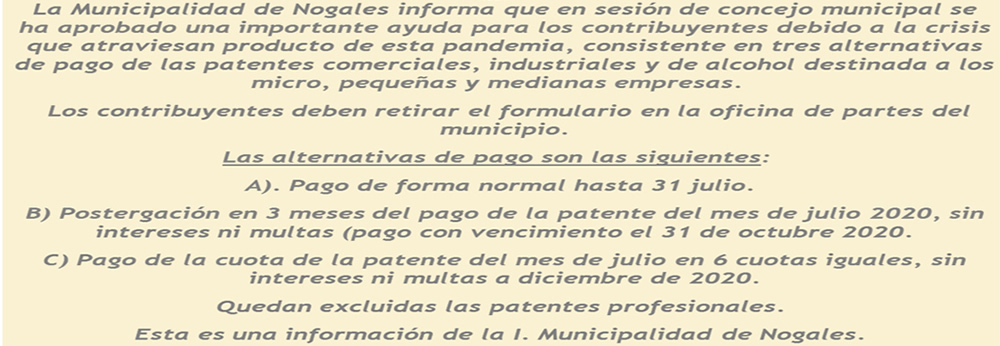 La Municipalidad de Nogales informa que en sesión de concejo municipal se
ha aprobado una importante ayuda para los contribuyentes debido a la crisis
que atraviesan producto de esta pandemia, consistente en tres alternativas
de pago de las patentes comerciales, industriales y de alcohol destinada a los
micro, pequeñas y medianas empresas.
Los contribuyentes deben retirar el formulario en la oficina de partes del
municipio.
Las alternativas de pago son las siguientes:
A). Pago de forma normal hasta 31 julio.
B) Postergación en 3 meses del pago de la patente del mes de julio 2020, sin
intereses ni multas (pago con vencimiento el 31 de octubre 2020.
C) Pago de la cuota de la patente del mes de julio en 6 cuotas iguales, sin
intereses ni multas a diciembre de 2020.
Quedan excluidas las patentes profesionales.
Esta es una información de la I. Municipalidad de Nogales.